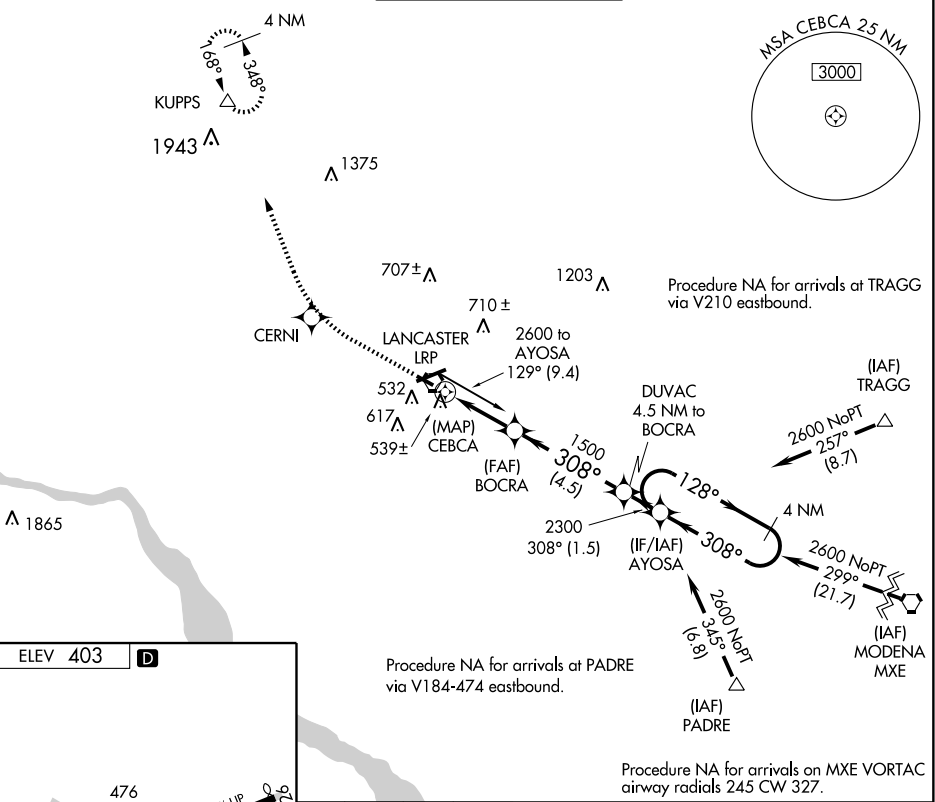 4 NM
168°
348°
KUPPS
1943
1375
MSA CEBCA 25 NM
3000
707±
1203
710 ±
Procedure NA for arrivals at TRAGG
via V210 eastbound.
CERNI
LANCASTER
LRP
2600 to
AYOSA
129° (9.4)
532
617
539±
(MAP)
CEBCA
(FAF)
BOCRA
DUVAC
4.5 NM to
BOCRA
(IAF)
TRAGG
2600 NoPT
257°
(8.7)
1500
308°
(4.5)
128°
4 NM
1865
2300
308° (1.5)
(IF/IAF)
AYOSA
308°
2600 NoPT
299°
(21.7)
(IAF)
MODENA
MXE
2600 NoPT
345°
(6.8)
ELEV 403
D
Procedure NA for arrivals at PADRE
via V184-474 eastbound.
(IAF)
PADRE
Procedure NA for arrivals on MXE VORTAC
airway radials 245 CW 327.
476
UP
26